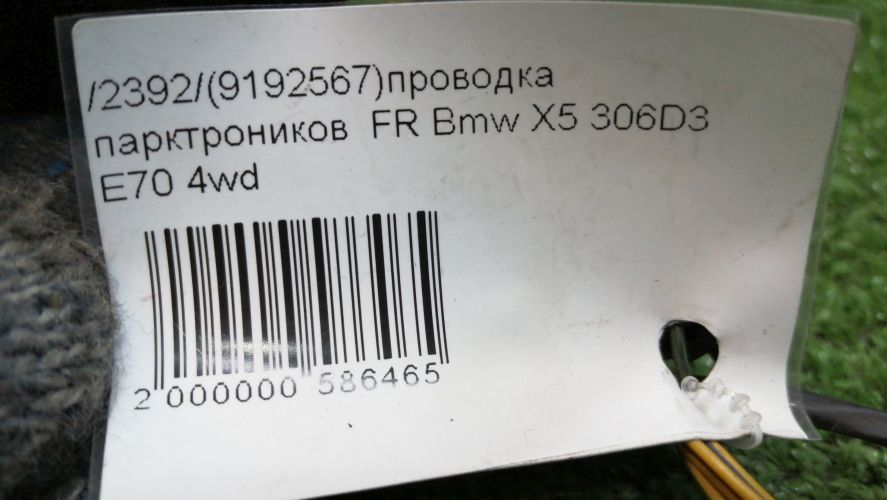 /2392/(9192567)проводка
парктроников FR Bmw X5 306D3
E70 4wd
2 000000 586465